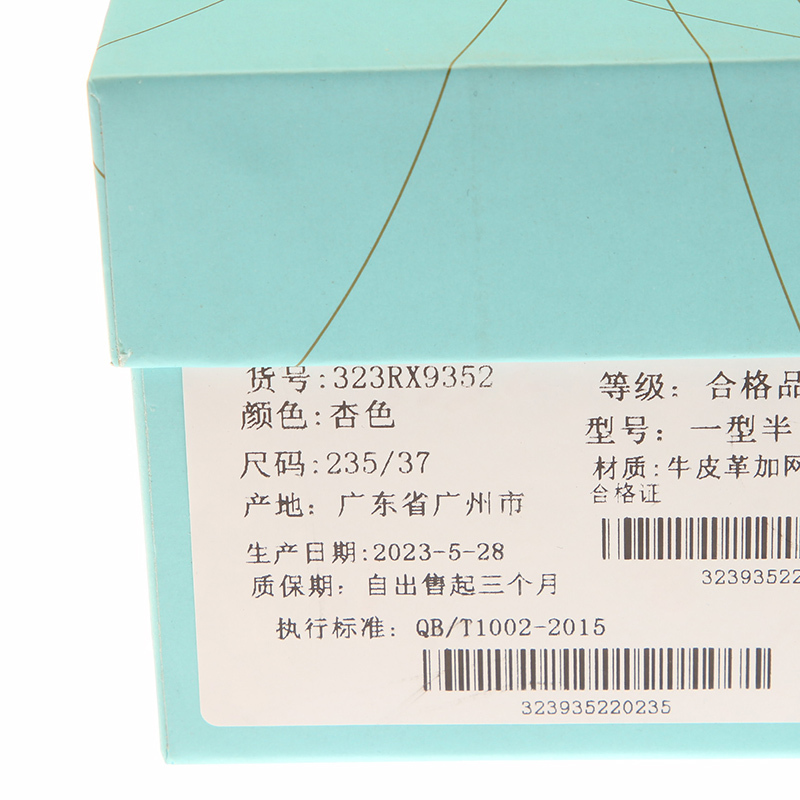 货号:323RX9352
等级：合格品
颜色:杏色
型号：一型半
尺码:235/37
材质:牛皮革加网
产地：广东省广州市
合格证
生产日期:2023-5-28
32393522
质保期：自出售起三个月
执行标准：QB/T1002-2015
323935220235